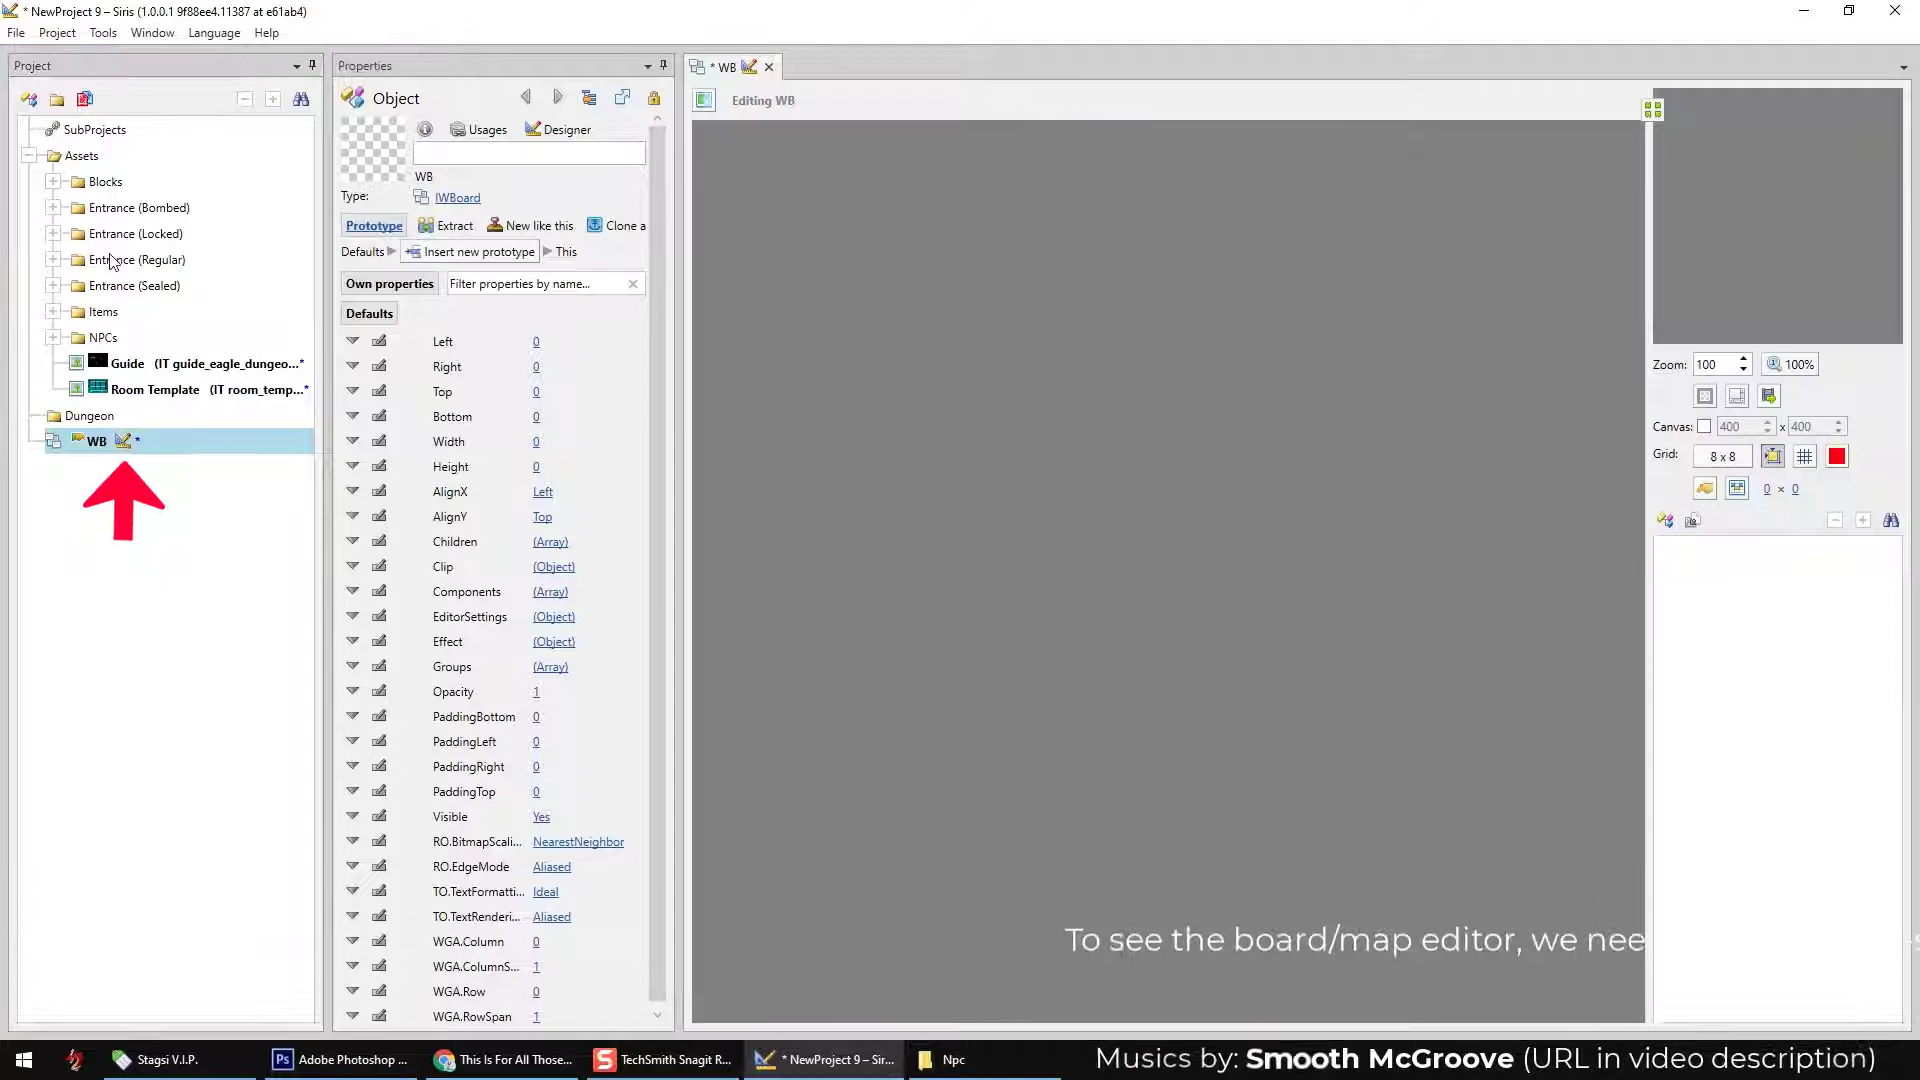 * NewProject 9 – Siris (1.0.0.1 9f88ee4.11387 at e61ab4)
File Project Tools Window Language Help
Project
SubProjects
Assets
Blocks
Entrance (Bombed)
Entrance (Locked)
Entrance (Regular)
Entrance (Sealed)
Items
NPCs
Guide (IT guide_eagle_dungeo...*
Room Template (IT room_temp...*
Dungeon
WB *
Properties
Object
Usages Designer
WB
Type: IWBoard
Prototype Extract New like this Clone a
Defaults Insert new prototype This
Own properties Filter properties by name...
Defaults
Left 0
Right 0
Top 0
Bottom 0
Width 0
Height 0
AlignX Left
AlignY Top
Children (Array)
Clip (Object)
Components (Array)
EditorSettings (Object)
Effect (Object)
Groups (Array)
Opacity 1
PaddingBottom 0
PaddingLeft 0
PaddingRight 0
PaddingTop 0
Visible Yes
RO.BitmapScali... NearestNeighbor
RO.EdgeMode Aliased
TO.TextFormatti... Ideal
TO.TextRenderi... Aliased
WGA.Column 0
WGA.ColumnS... 1
WGA.Row 0
WGA.RowSpan 1
* WB
Editing WB
Zoom: 100 100%
Canvas: 400 x 400
Grid: 8 x 8
0 × 0
To see the board/map editor, we nee
Stagsi V.I.P.
Adobe Photoshop ...
This Is For All Those...
TechSmith Snagit R...
* NewProject 9 – Sir...
Npc
Musics by: Smooth McGroove (URL in video description)